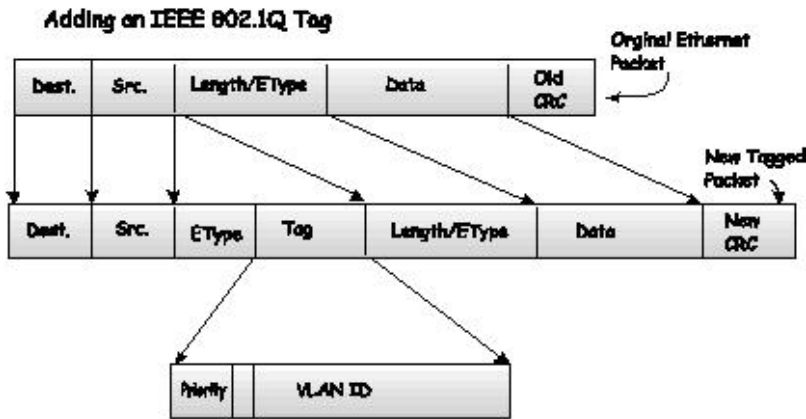 Adding an IEEE 802.1Q Tag
Orginal Ethernet
Packet
Dest. Src. Length/EType Data Old
CRC
New Tagged
Packet
Dest. Src. EType Tag Length/EType Data New
CRC
Priority VLAN ID